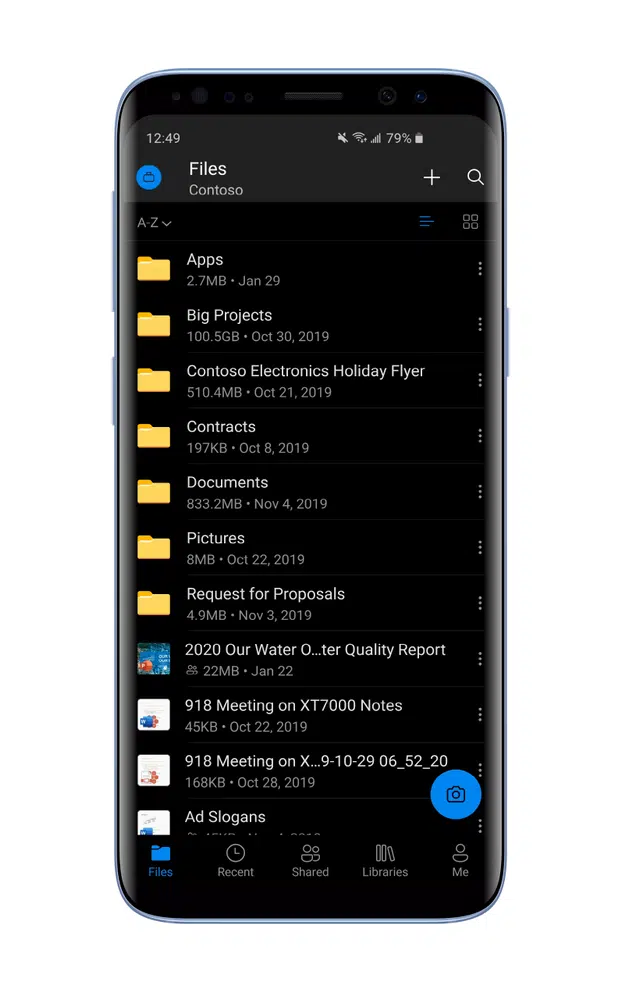 12:49
79%
Files
Contoso
A-Z
Apps
2.7MB • Jan 29
Big Projects
100.5GB • Oct 30, 2019
Contoso Electronics Holiday Flyer
510.4MB • Oct 21, 2019
Contracts
197KB • Oct 8, 2019
Documents
833.2MB • Nov 4, 2019
Pictures
8MB • Oct 22, 2019
Request for Proposals
4.9MB • Nov 3, 2019
2020 Our Water O...ter Quality Report
22MB • Jan 22
918 Meeting on XT7000 Notes
45KB • Oct 22, 2019
918 Meeting on X...9-10-29 06_52_20
168KB • Oct 28, 2019
Ad Slogans
Files
Recent
Shared
Libraries
Me